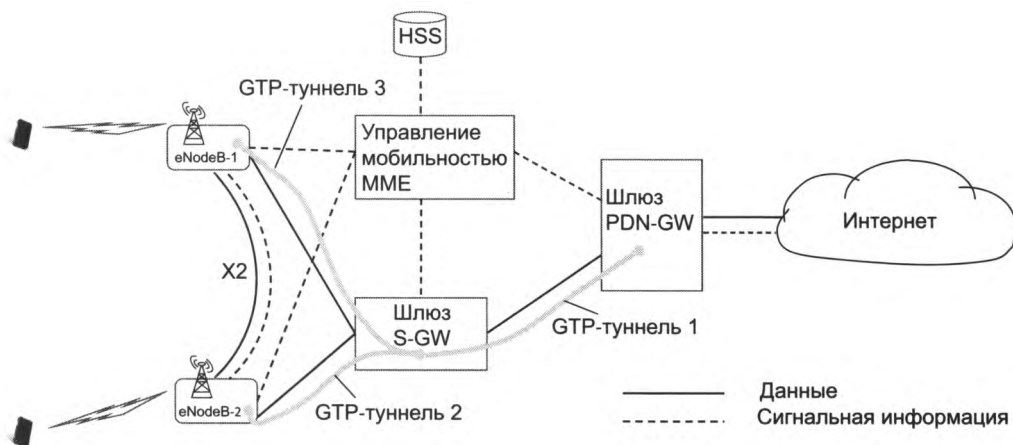 HSS
GTP-туннель 3
eNodeB-1
Управление
мобильностью
MME
Шлюз
PDN-GW
Интернет
X2
Шлюз
S-GW
GTP-туннель 1
eNodeB-2
GTP-туннель 2
Данные
Сигнальная информация